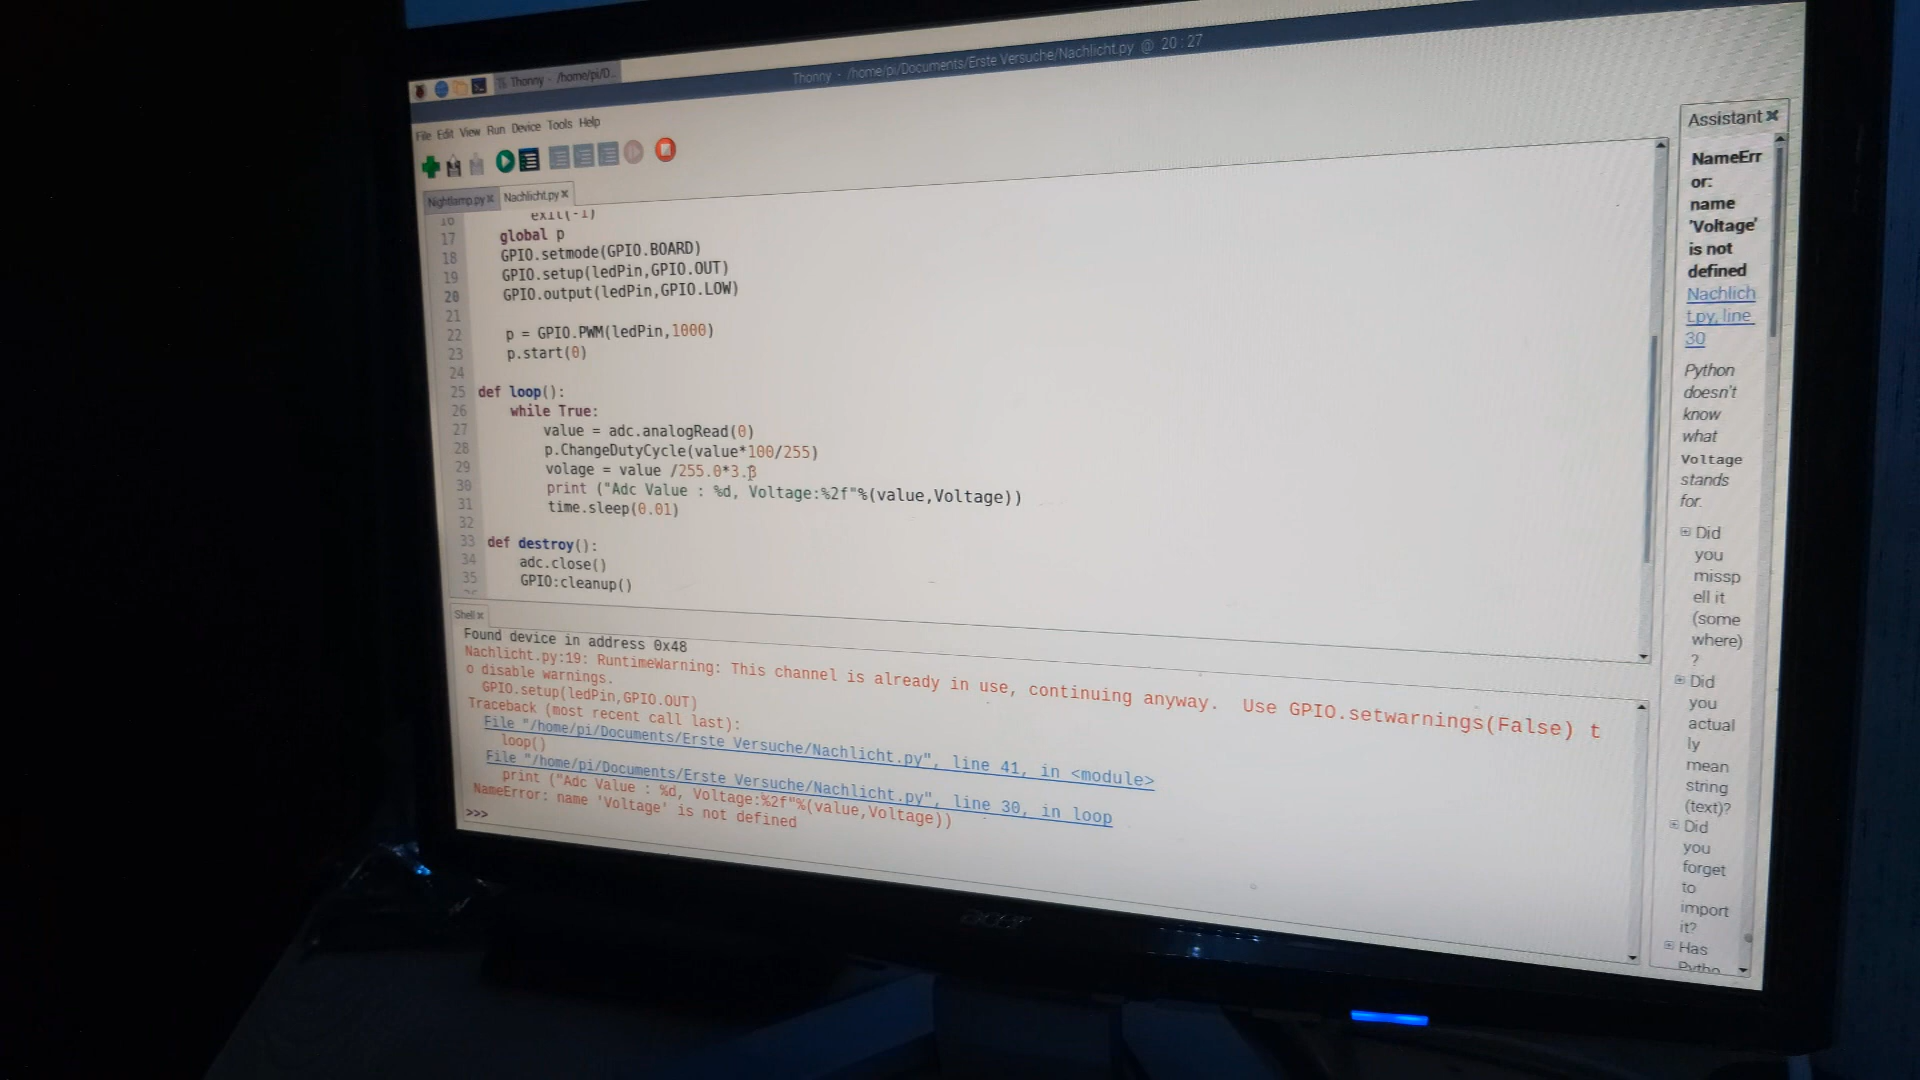 Thonny - /home/pi/D...
Thonny - /home/pi/Documents/Erste Versuche/Nachlicht.py @ 20:27
File Edit View Run Device Tools Help
Nightlamp.py
Nachlicht.py
16 exit(-1)
17 global p
18 GPIO.setmode(GPIO.BOARD)
19 GPIO.setup(ledPin,GPIO.OUT)
20 GPIO.output(ledPin,GPIO.LOW)
21
22 p = GPIO.PWM(ledPin,1000)
23 p.start(0)
24
25 def loop():
26 while True:
27 value = adc.analogRead(0)
28 p.ChangeDutyCycle(value*100/255)
29 volage = value /255.0*3.3
30 print ("Adc Value : %d, Voltage:%2f"%(value,Voltage))
31 time.sleep(0.01)
32
33 def destroy():
34 adc.close()
35 GPIO:cleanup()
Shell
Found device in address 0x48
Nachlicht.py:19: RuntimeWarning: This channel is already in use, continuing anyway.  Use GPIO.setwarnings(False) t
o disable warnings.
GPIO.setup(ledPin,GPIO.OUT)
Traceback (most recent call last):
File "/home/pi/Documents/Erste Versuche/Nachlicht.py", line 41, in <module>
loop()
File "/home/pi/Documents/Erste Versuche/Nachlicht.py", line 30, in loop
print ("Adc Value : %d, Voltage:%2f"%(value,Voltage))
NameError: name 'Voltage' is not defined
>>>
Assistant
NameErr
or:
name
'Voltage'
is not
defined
Nachlich
t.py, line
30
Python
doesn't
know
what
Voltage
stands
for.
Did
you
missp
ell it
(some
where)
?
Did
you
actual
ly
mean
string
(text)?
Did
you
forget
to
import
it?
Has
Pytho
acer